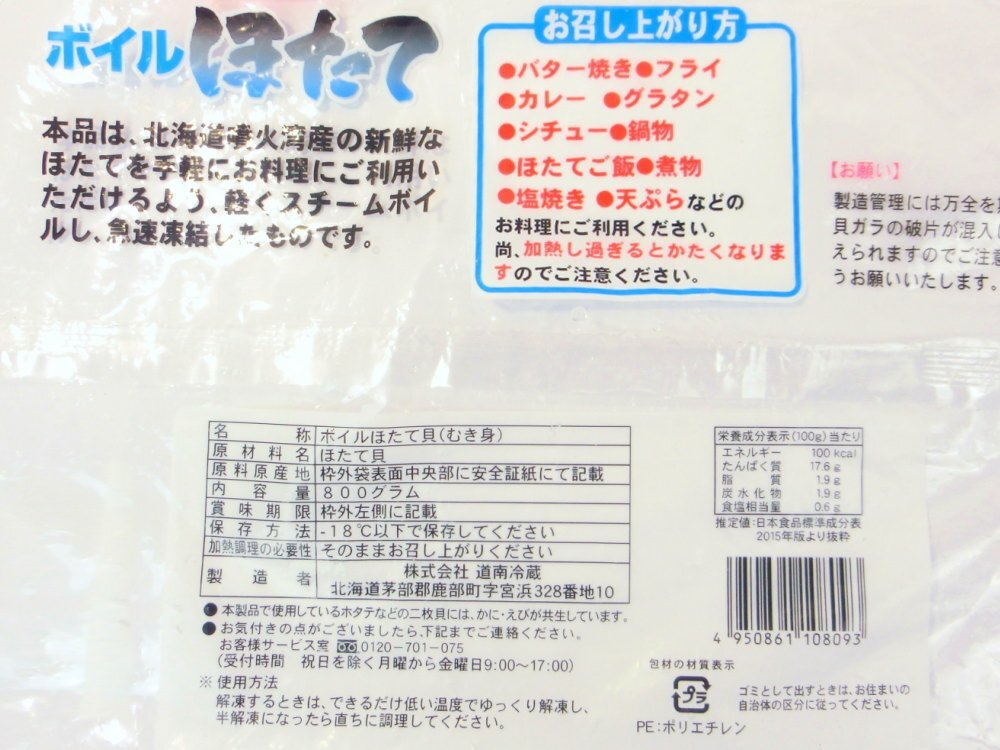 ボイルほたて
本品は、北海道噴火湾産の新鮮な
ほたてを手軽にお料理にご利用い
ただけるよう、軽くスチームボイ
ルし、急速凍結したものです。
お召し上がり方
●バター焼き●フライ
●カレー ●グラタン
●シチュー●鍋物
●ほたてご飯●煮物
●塩焼き ●天ぷらなどの
お料理にご利用ください。
尚、加熱し過ぎるとかたくなりま
すのでご注意ください。
【お願い】
製造管理には万全を
貝ガラの破片が混入
えられますのでご注意
うお願いいたします。
名称 ボイルほたて貝(むき身)
原材料名 ほたて貝
原料原産地 枠外袋表面中央部に安全証紙にて記載
内容量 800グラム
賞味期限 枠外左側に記載
保存方法 -18℃以下で保存してください
加熱調理の必要性 そのままお召し上がりください
製造者 株式会社 道南冷蔵
北海道茅部郡鹿部町字宮浜328番地10
●本製品で使用しているホタテなどの二枚貝には、かに・えびが共生しています。
●お気付きの点がございましたら、下記までご連絡ください。
お客様サービス室 0120-701-075
(受付時間 祝日を除く月曜から金曜日9:00~17:00)
※使用方法
解凍するときは、できるだけ低い温度でゆっくり解凍し、
半解凍になったら直ちに調理してください。
栄養成分表示(100g)当たり
エネルギー 100kcal
たんぱく質 17.6g
脂質 1.9g
炭水化物 1.9g
食塩相当量 0.6g
推定値:日本食品標準成分表
2015年版より抜粋
4 950861 108093
包材の材質表示
プラ
ゴミとして出すときは、お住まいの
自治体の区分に従ってください。
PE:ポリエチレン